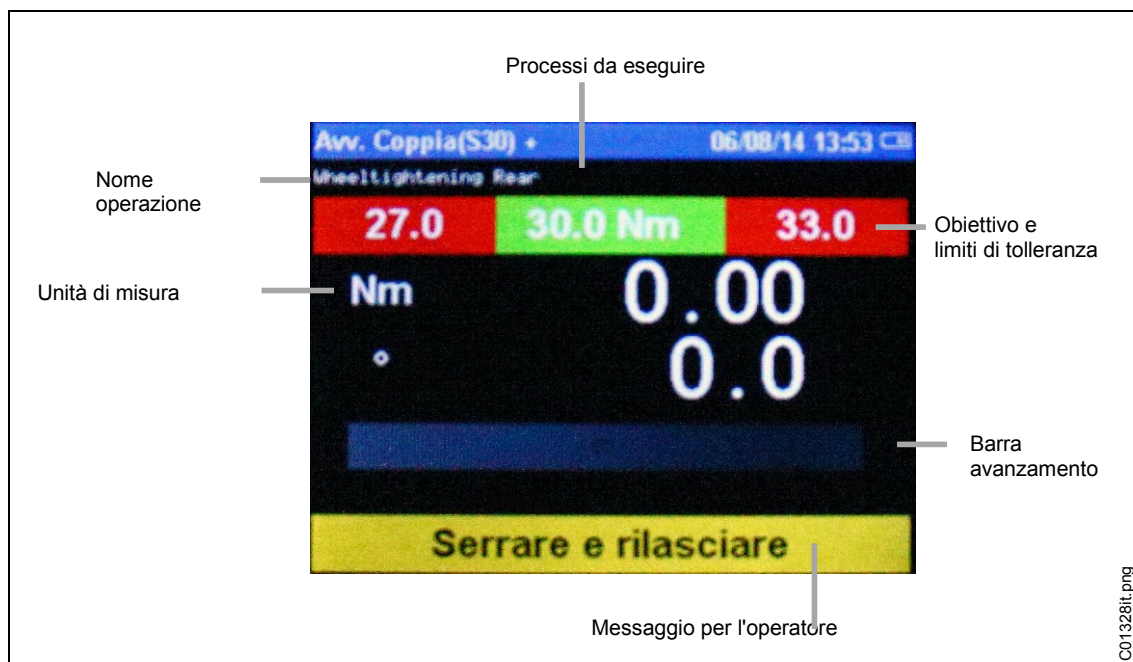 Processi da eseguire
Avv. Coppia(S30) + 06/08/14 13:53
Wheeltightening Rear
Nome
operazione
27.0 30.0 Nm 33.0
Obiettivo e
limiti di tolleranza
Unità di misura
Nm 0.00
° 0.0
Barra
avanzamento
Serrare e rilasciare
Messaggio per l'operatore
C01328it.png